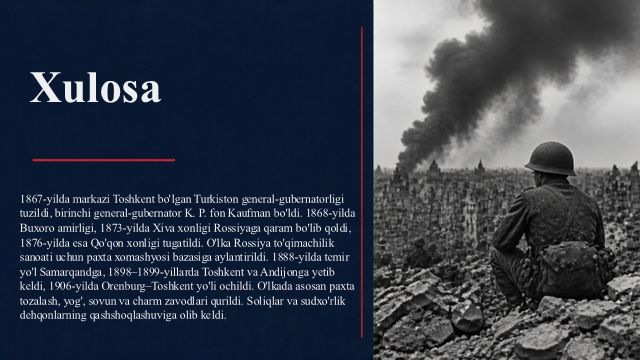 Xulosa
1867-yilda markazi Toshkent bo'lgan Turkiston general-gubernatorligi
tuzildi, birinchi general-gubernator K. P. fon Kaufman bo'ldi. 1868-yilda
Buxoro amirligi, 1873-yilda Xiva xonligi Rossiyaga qaram bo'lib qoldi,
1876-yilda esa Qo'qon xonligi tugatildi. O'lka Rossiya to'qimachilik
sanoati uchun paxta xomashyosi bazasiga aylantirildi. 1888-yilda temir
yo'l Samarqandga, 1898–1899-yillarda Toshkent va Andijonga yetib
keldi, 1906-yilda Orenburg–Toshkent yo'li ochildi. O'lkada asosan paxta
tozalash, yog', sovun va charm zavodlari qurildi. Soliqlar va sudxo'rlik
dehqonlarning qashshoqlashuviga olib keldi.